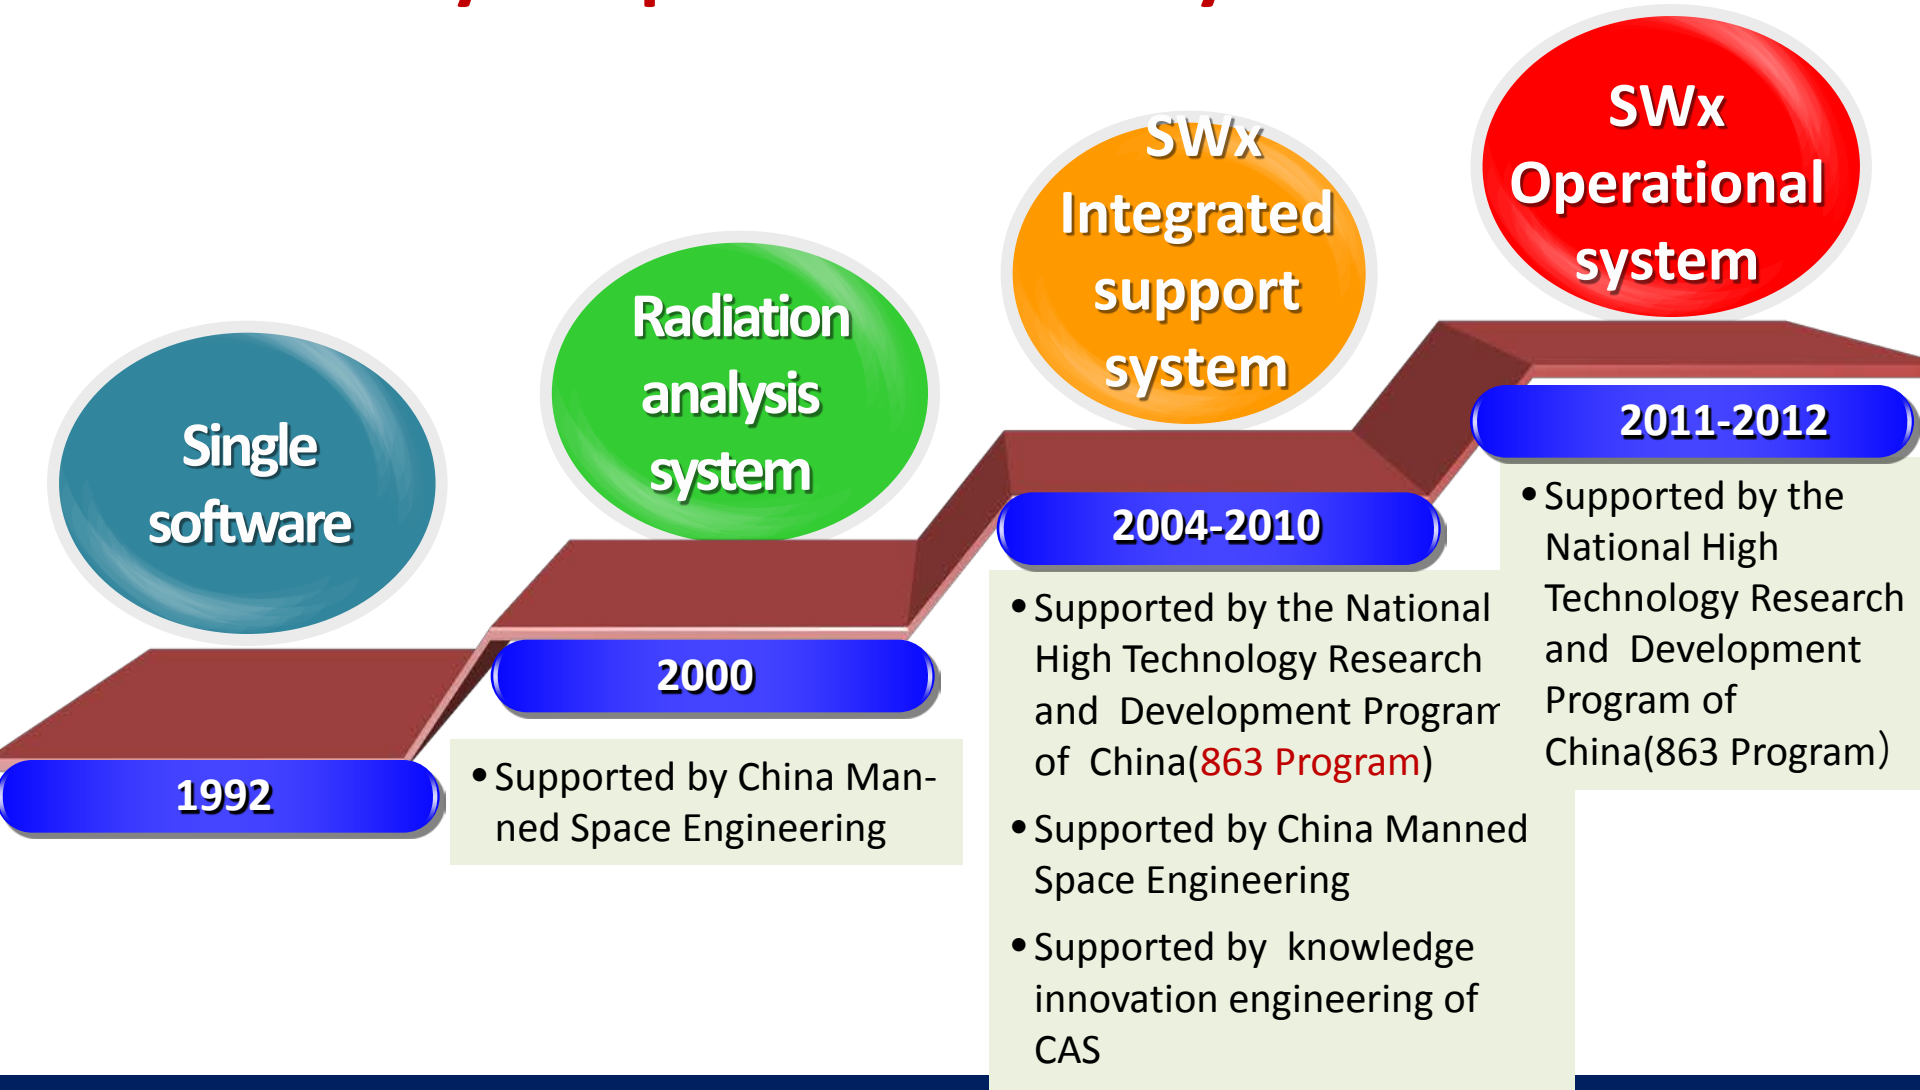 Single
software
1992
Radiation
analysis
system
2000
• Supported by China Man-
ned Space Engineering
SWx
Integrated
support
system
2004-2010
• Supported by the National
High Technology Research
and Development Program
of China(863 Program)
• Supported by China Manned
Space Engineering
• Supported by knowledge
innovation engineering of
CAS
SWx
Operational
system
2011-2012
• Supported by the
National High
Technology Research
and Development
Program of
China(863 Program）